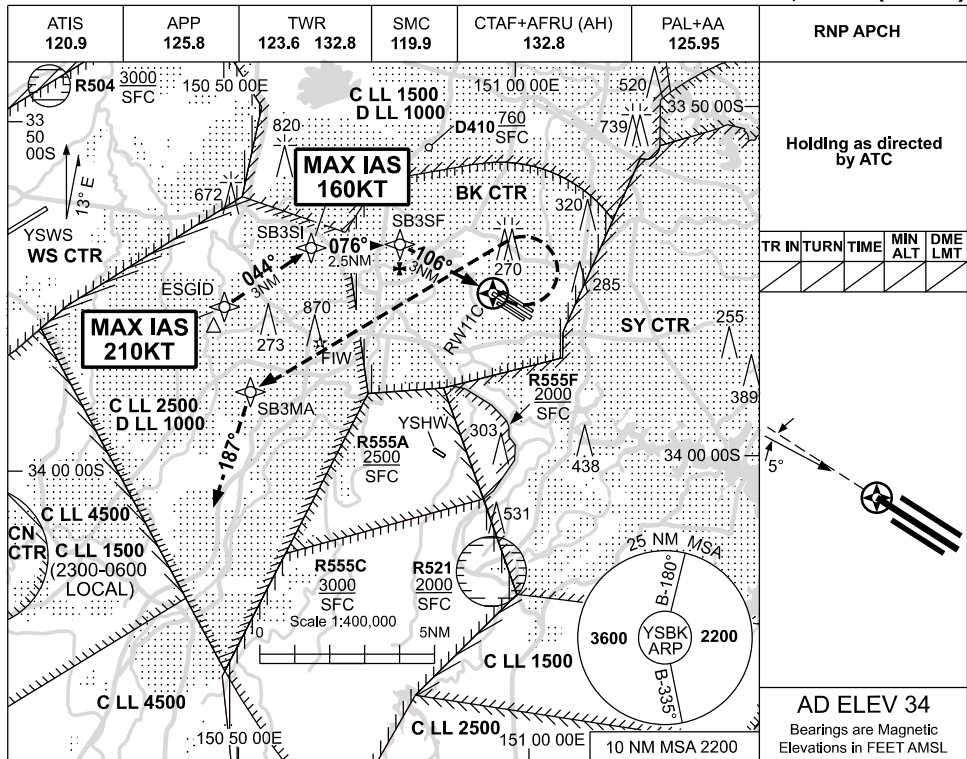 ATIS
120.9
APP
125.8
TWR
123.6 132.8
SMC
119.9
CTAF+AFRU (AH)
132.8
PAL+AA
125.95
RNP APCH
R504 3000
SFC
150 50 00E
C LL 1500
D LL 1000
151 00 00E
520
33 50 00S
33
50
00S
820
D410 760
SFC
739
Holding as directed
by ATC
13° E
672
MAX IAS
160KT
BK CTR
320
YSWS
WS CTR
SB3SI
076°
2.5NM
SB3SF
106°
3NM
270
TR IN
TURN
TIME
MIN
ALT
DME
LMT
ESGID
044°
3NM
285
MAX IAS
210KT
273
870
FIW
RW11C
SY CTR
255
C LL 2500
D LL 1000
SB3MA
187°
R555F
2000
SFC
389
R555A
2500
SFC
YSHW
303
438
34 00 00S
34 00 00S
5°
C LL 4500
CN
CTR
C LL 1500
(2300-0600
LOCAL)
531
R555C
3000
SFC
R521
2000
SFC
25 NM MSA
B-180°
3600
YSBK
ARP
2200
B-335°
Scale 1:400,000
0
5NM
C LL 1500
C LL 4500
150 50 00E
C LL 2500
151 00 00E
10 NM MSA 2200
AD ELEV 34
Bearings are Magnetic
Elevations in FEET AMSL